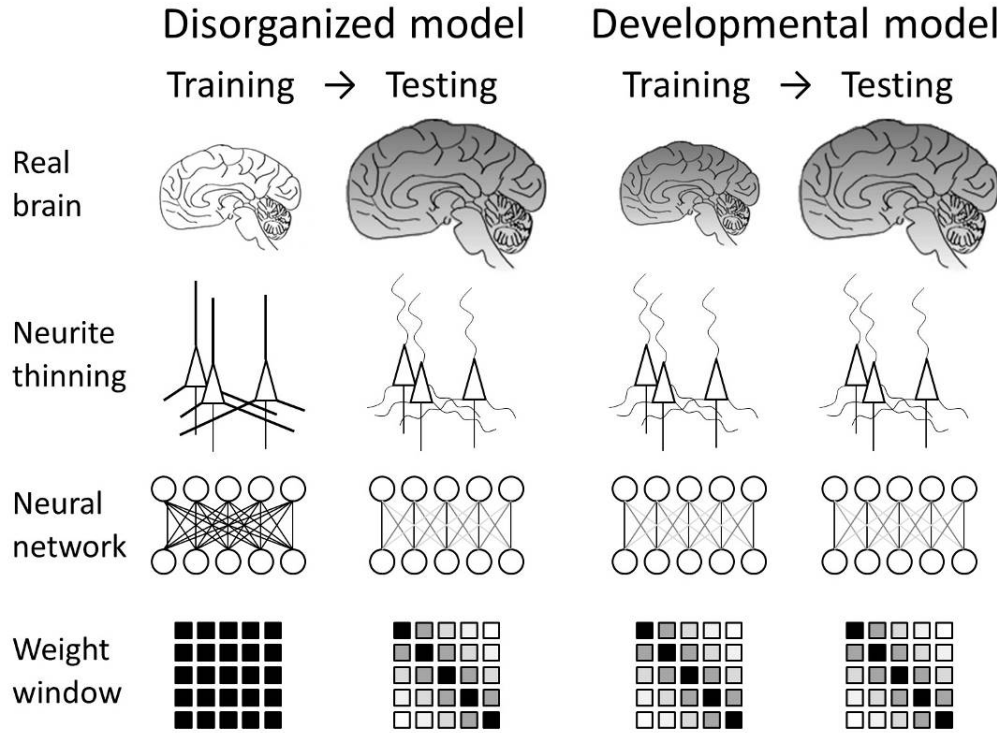 Disorganized model Developmental model
Training → Testing Training → Testing
Real
brain
Neurite
thinning
Neural
network
Weight
window